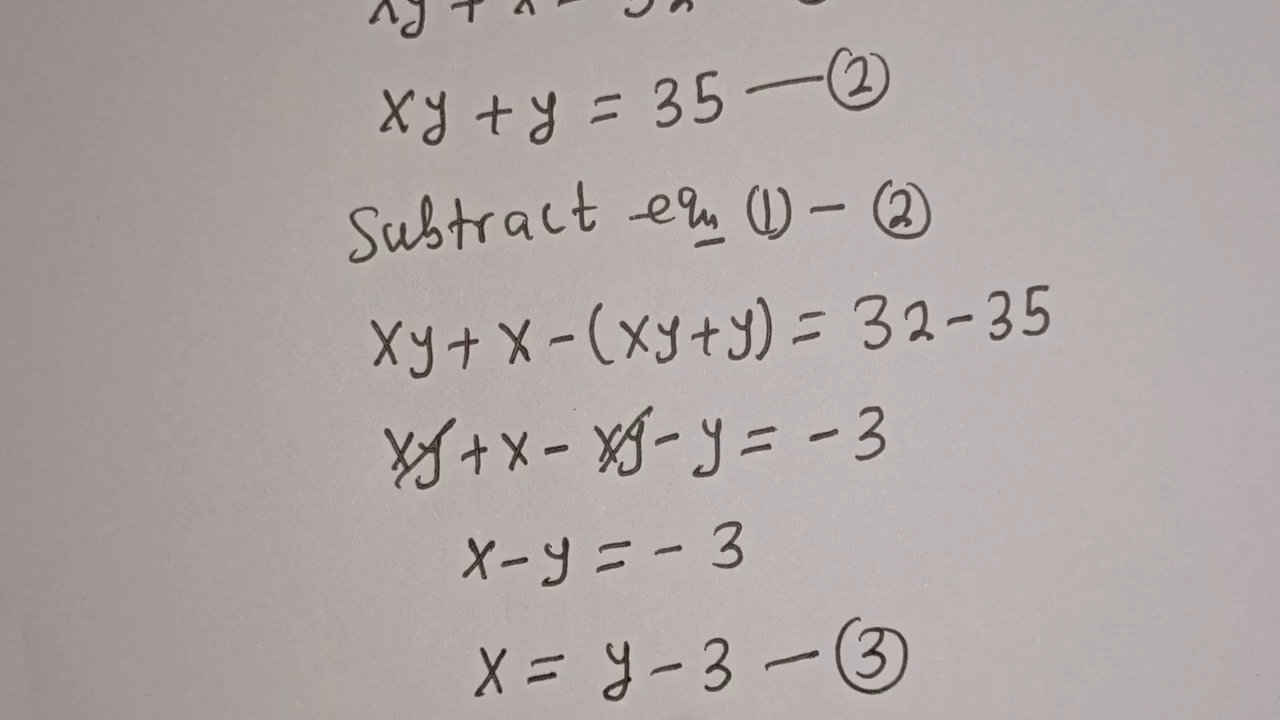 xy + y = 35 — ②
Subtract eqn (1) - ②
xy + x - (xy+y) = 32 - 35
xy + x - xy - y = - 3
x - y = - 3
x = y - 3 — ③